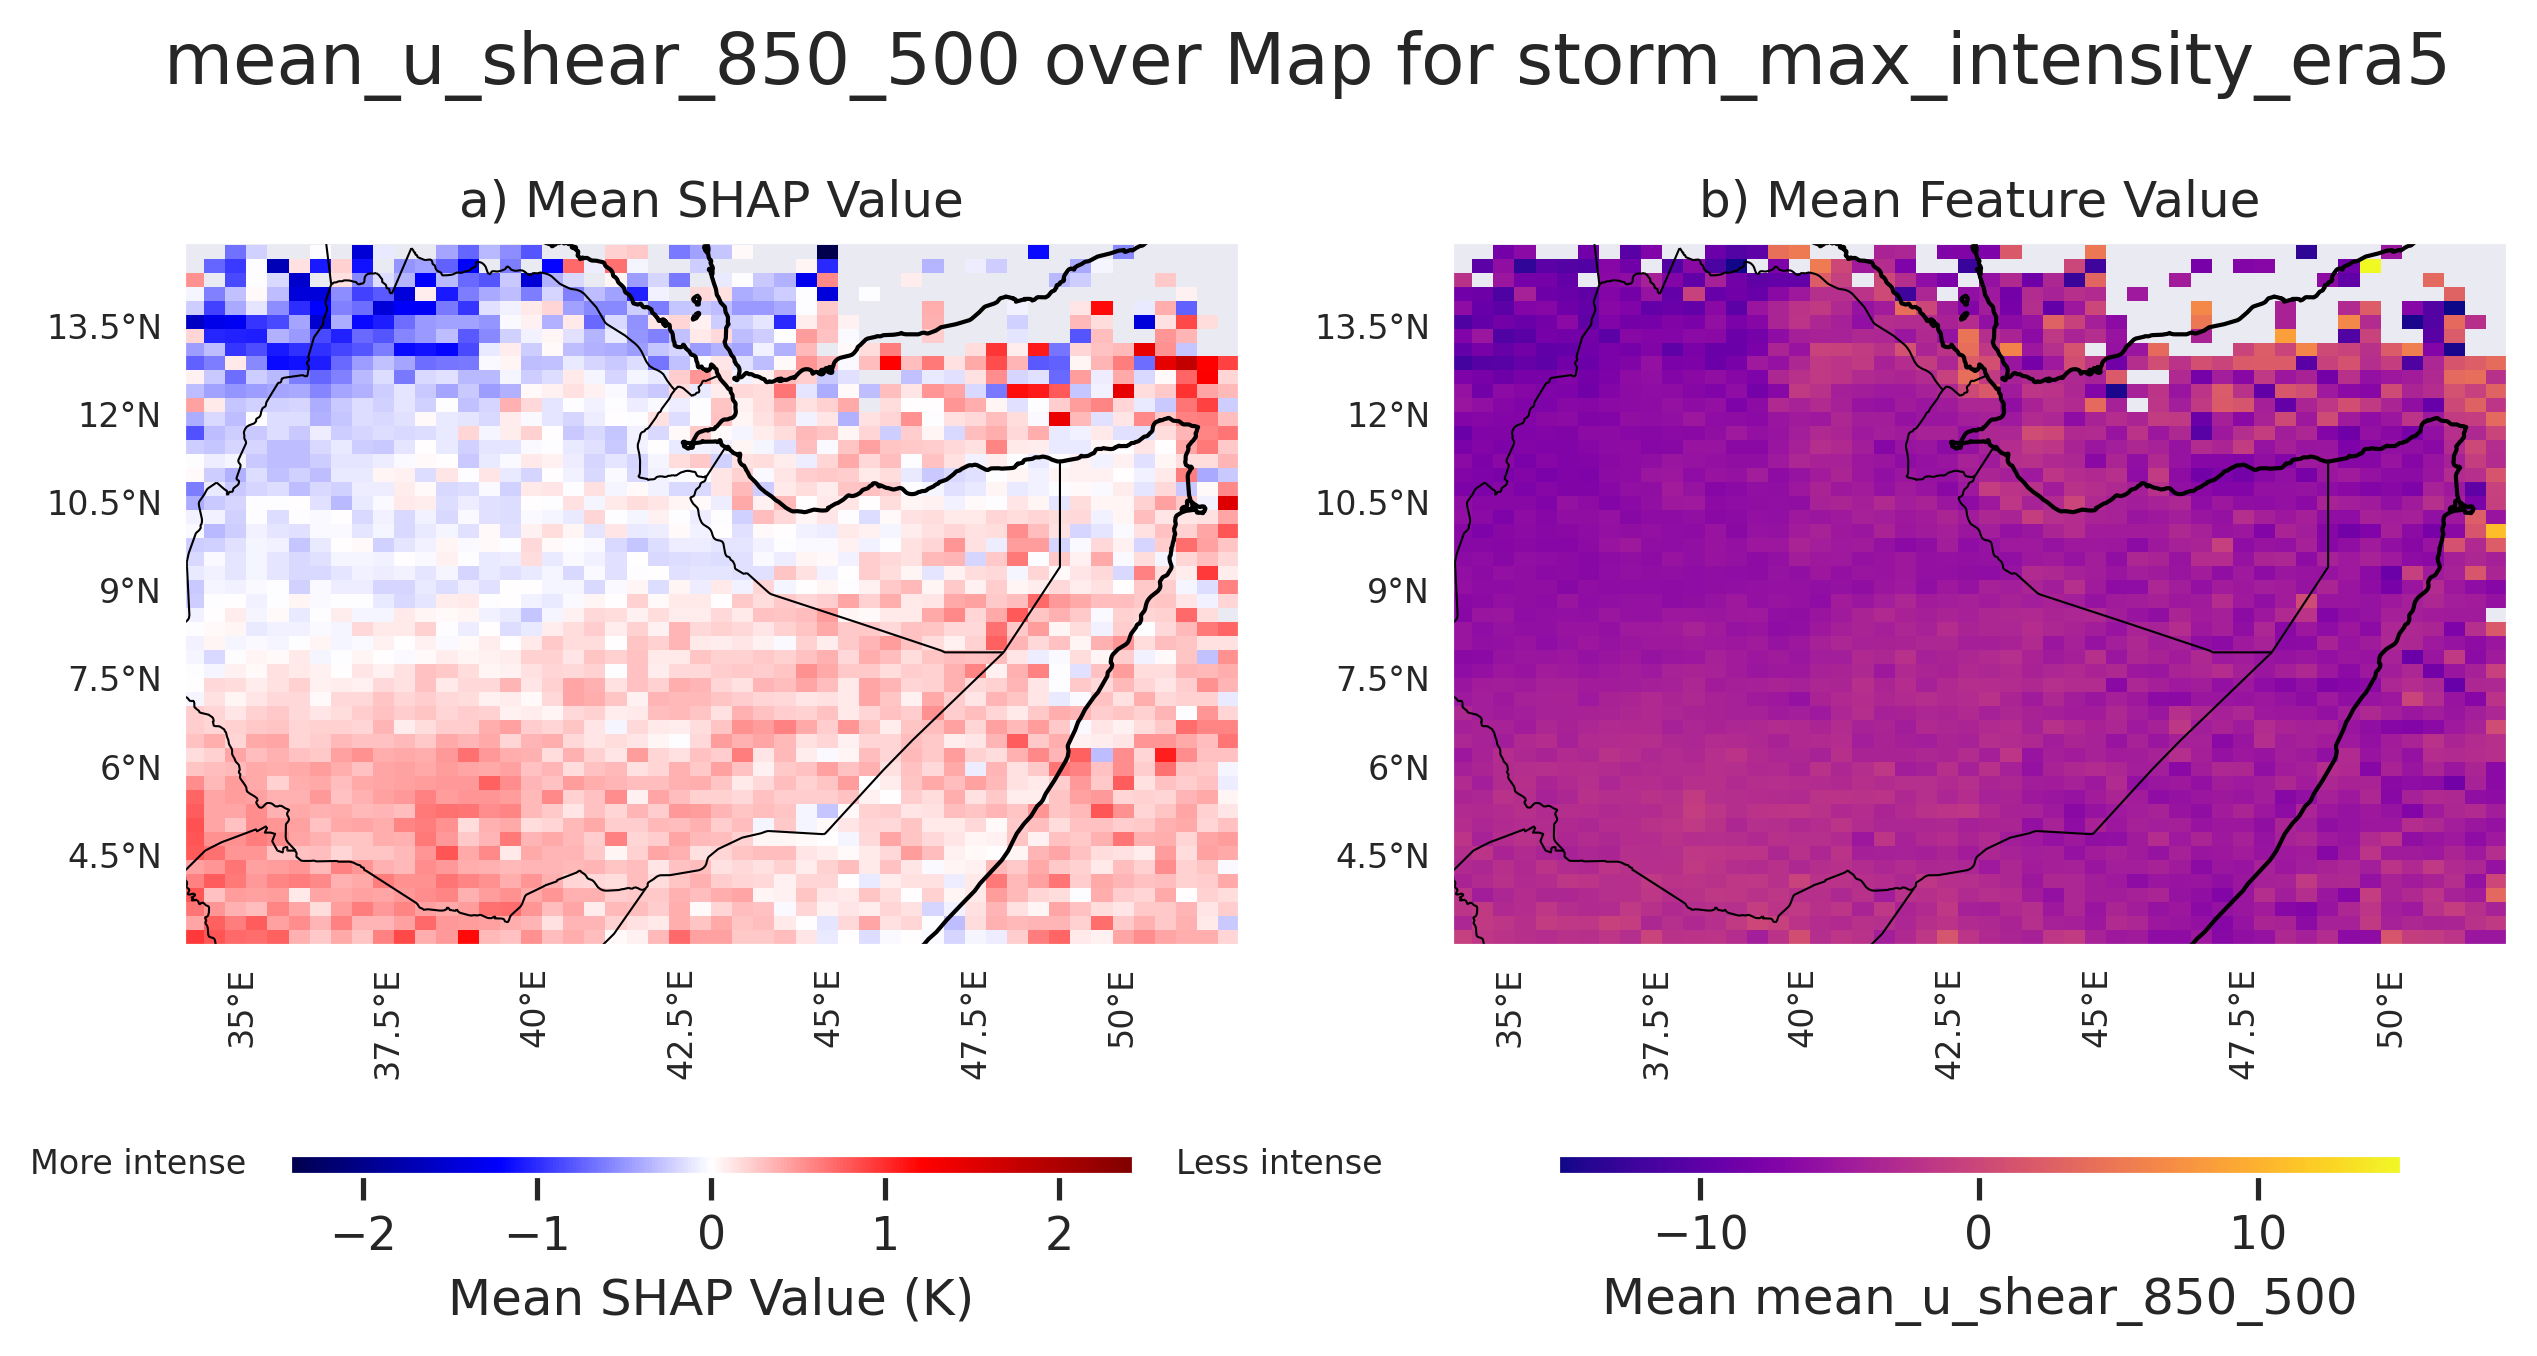 mean_u_shear_850_500 over Map for storm_max_intensity_era5
a) Mean SHAP Value
b) Mean Feature Value
13.5°N
12°N
10.5°N
9°N
7.5°N
6°N
4.5°N
35°E
37.5°E
40°E
42.5°E
45°E
47.5°E
50°E
13.5°N
12°N
10.5°N
9°N
7.5°N
6°N
4.5°N
35°E
37.5°E
40°E
42.5°E
45°E
47.5°E
50°E
More intense
Less intense
−2 −1 0 1 2
Mean SHAP Value (K)
−10 0 10
Mean mean_u_shear_850_500